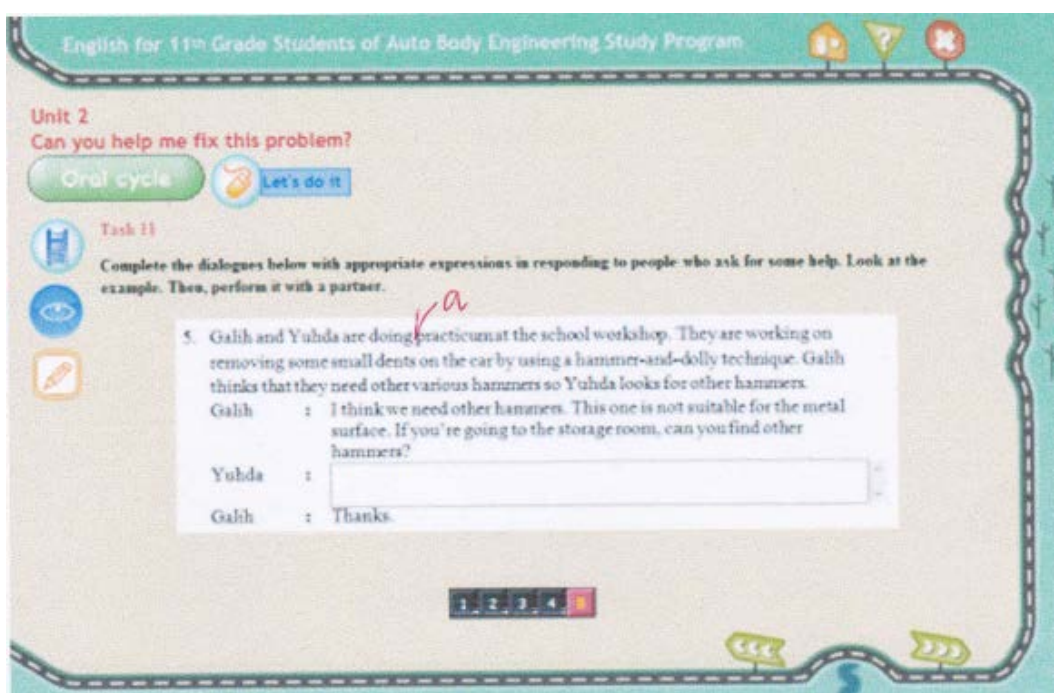 English for 11th Grade Students of Auto Body Engineering Study Program
?
Unit 2
Can you help me fix this problem?
Oral cycle
Let's do it
Task 11
Complete the dialogues below with appropriate expressions in responding to people who ask for some help. Look at the
example. Then, perform it with a partner.
a
5. Galih and Yuhda are doing practicum at the school workshop. They are working on
removing some small dents on the car by using a hammer-and-dolly technique. Galih
thinks that they need other various hammers so Yuhda looks for other hammers.
Galih : I think we need other hammers. This one is not suitable for the metal
surface. If you're going to the storage room, can you find other
hammers?
Yuhda :
Galih : Thanks.
1 2 3 4 5